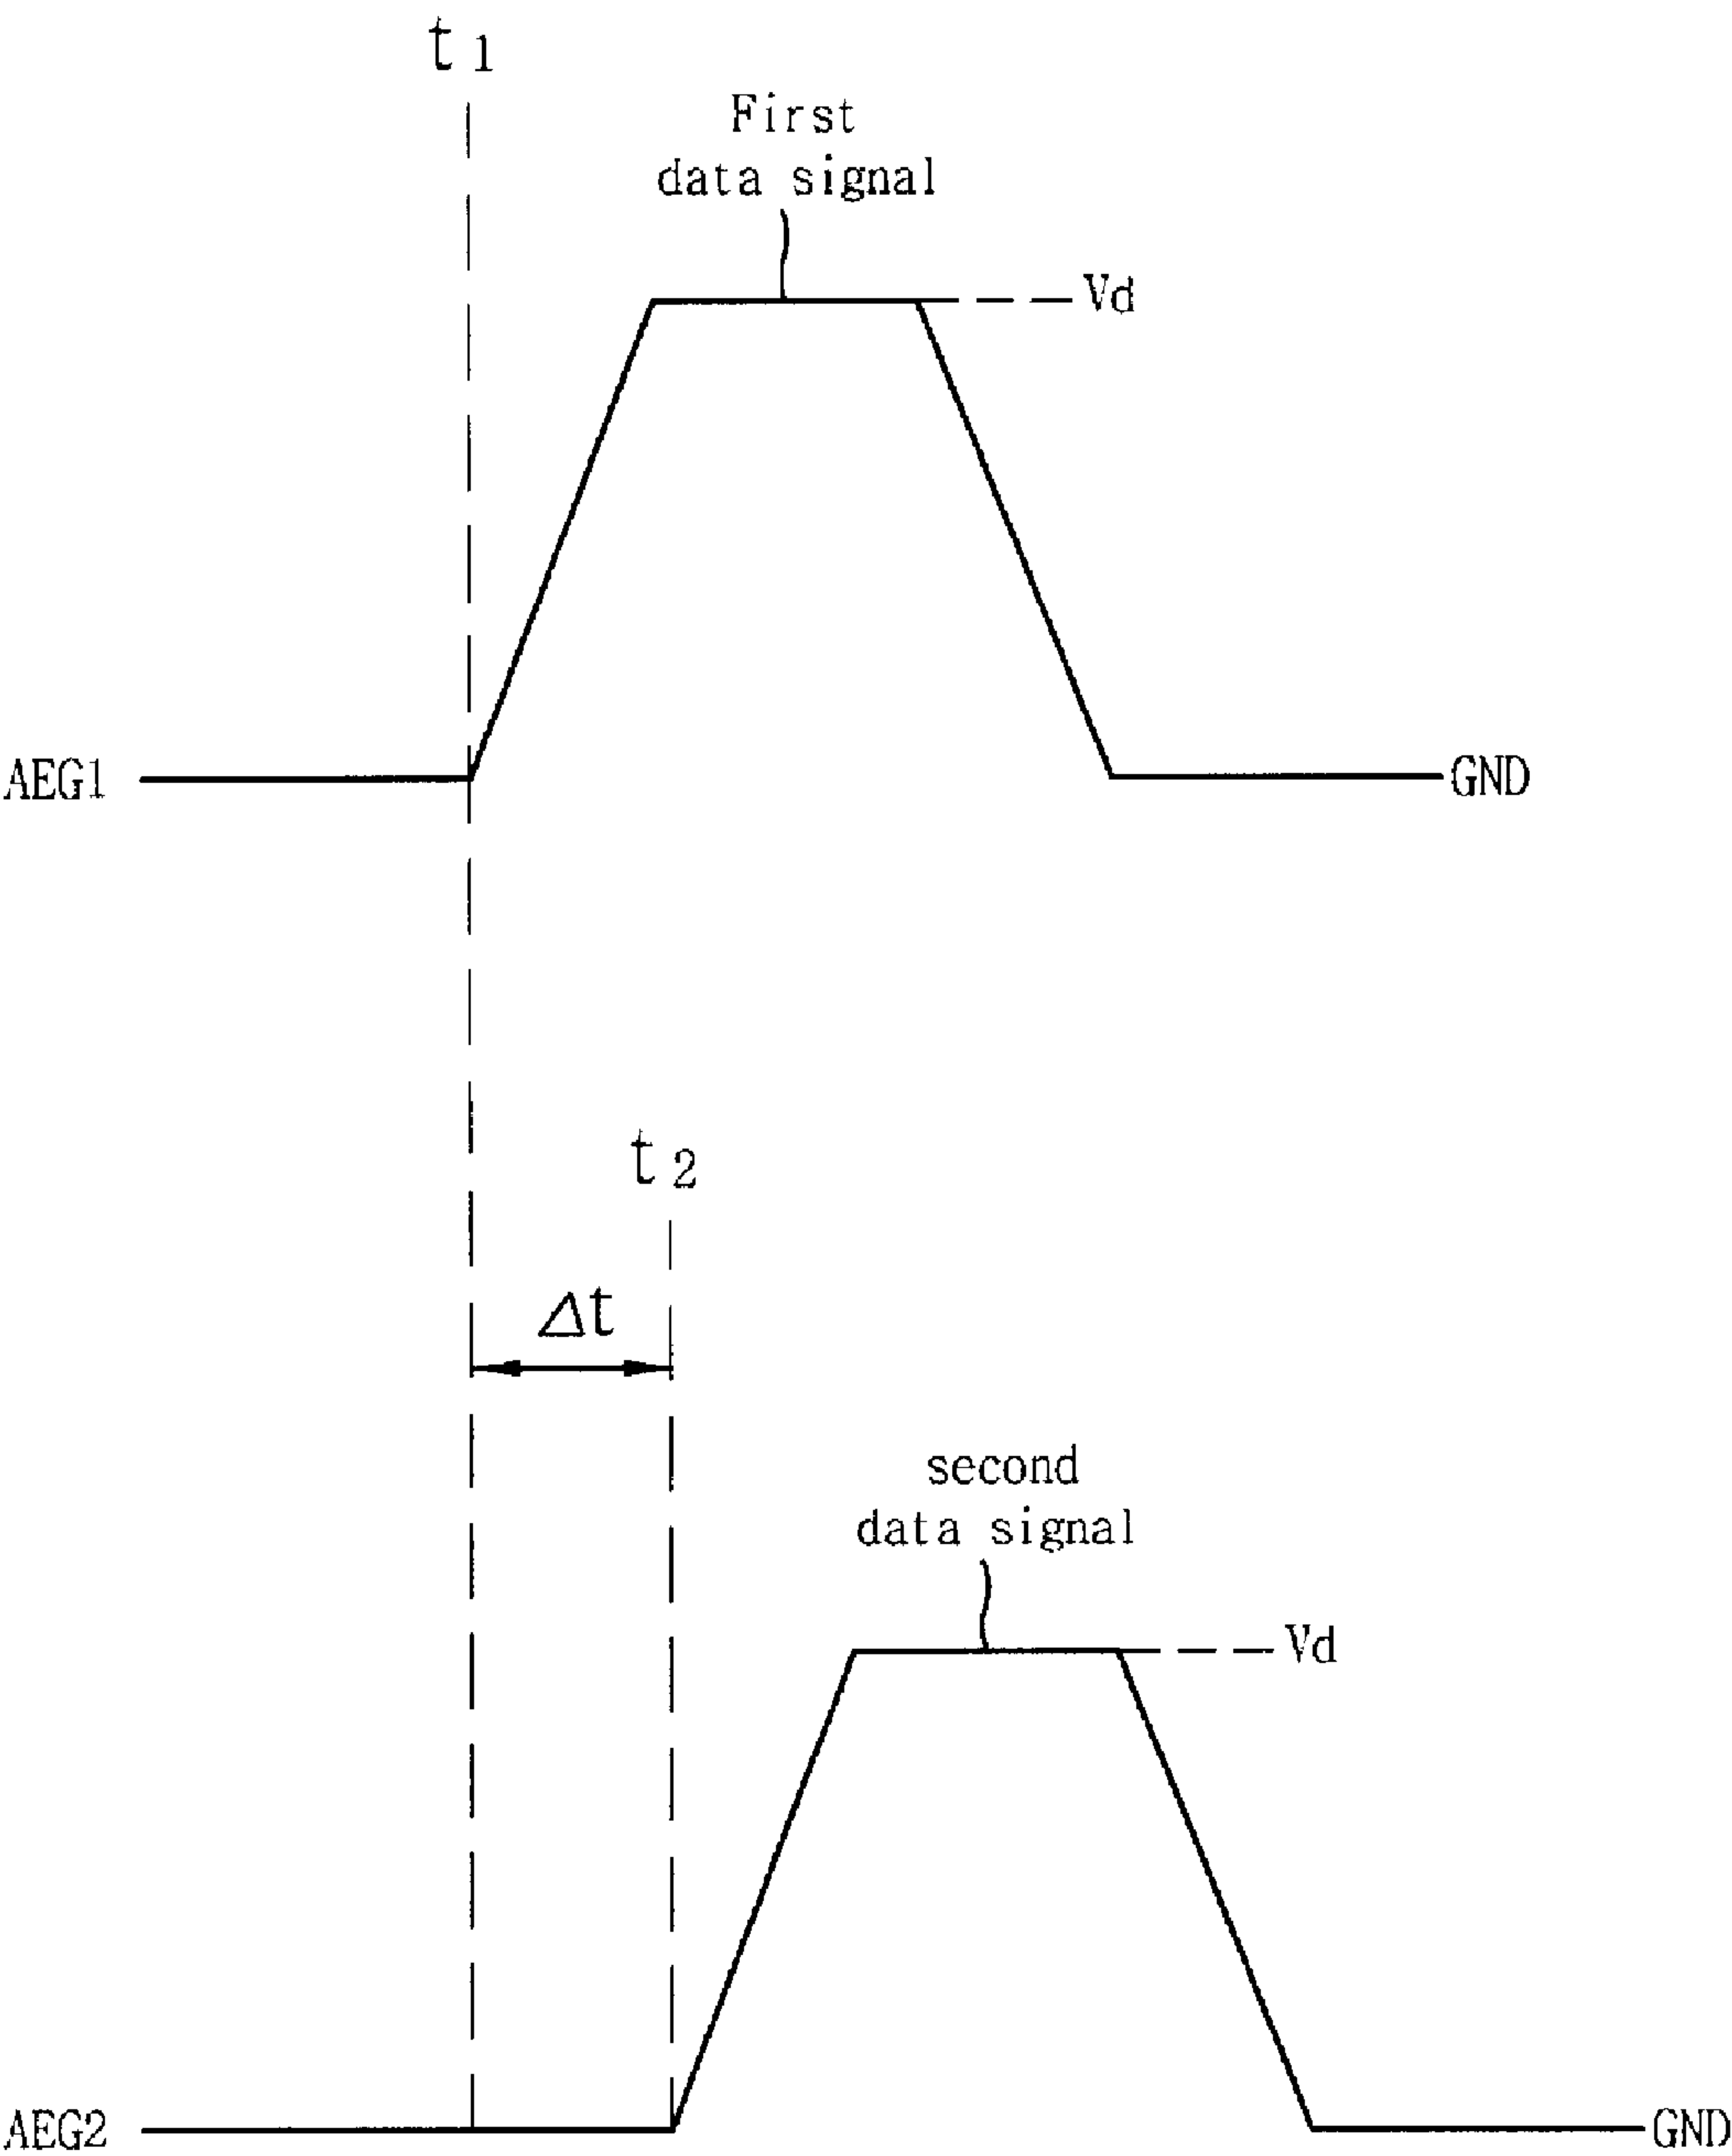 t1
First
data signal
Vd
AEG1
GND
t2
Δt
second
data signal
Vd
AEG2
GND